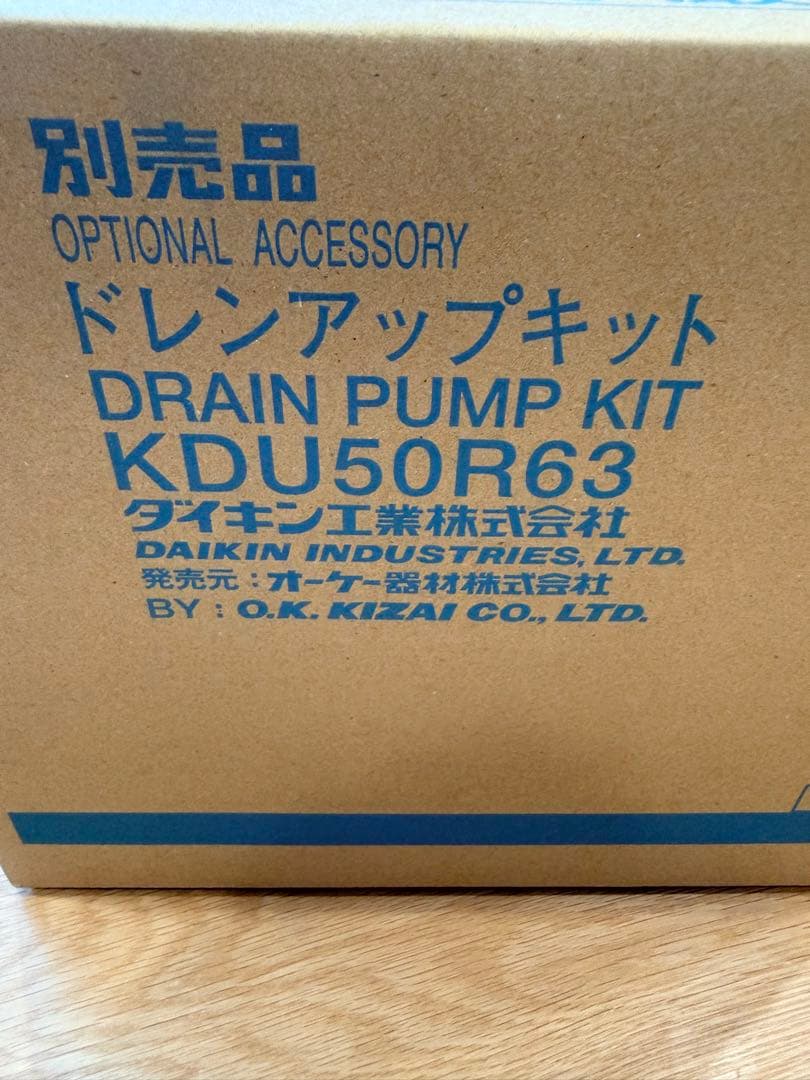 別売品
OPTIONAL ACCESSORY
ドレンアップキット
DRAIN PUMP KIT
KDU50R63
ダイキン工業株式会社
DAIKIN INDUSTRIES, LTD.
発売元：オーケー器材株式会社
BY : O.K. KIZAI CO., LTD.